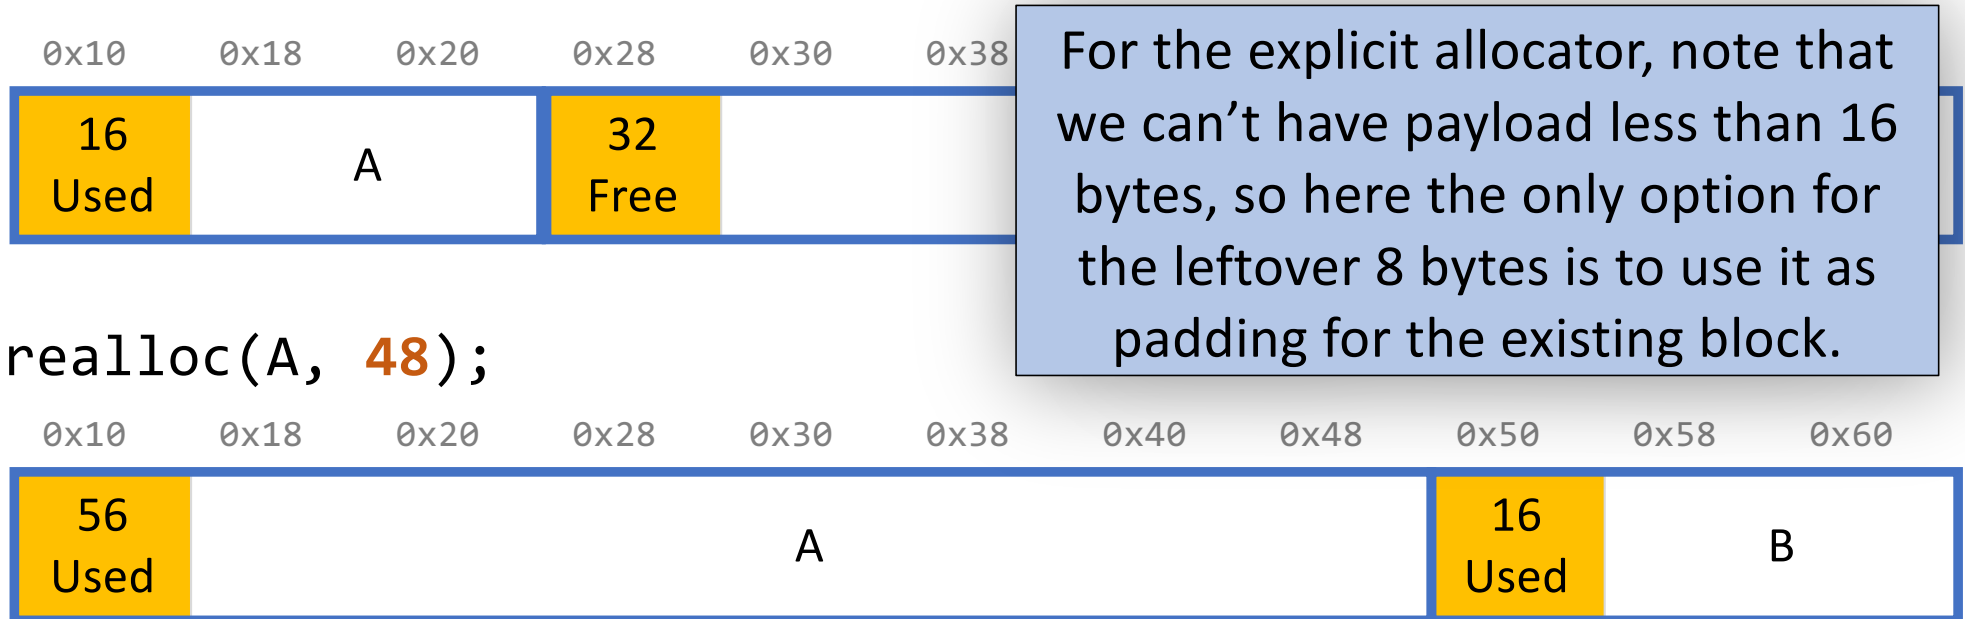 0x10 0x18 0x20 0x28 0x30 0x38
16
Used
A
32
Free
For the explicit allocator, note that
we can’t have payload less than 16
bytes, so here the only option for
the leftover 8 bytes is to use it as
padding for the existing block.
realloc(A, 48);
0x10 0x18 0x20 0x28 0x30 0x38 0x40 0x48 0x50 0x58 0x60
56
Used
A
16
Used
B